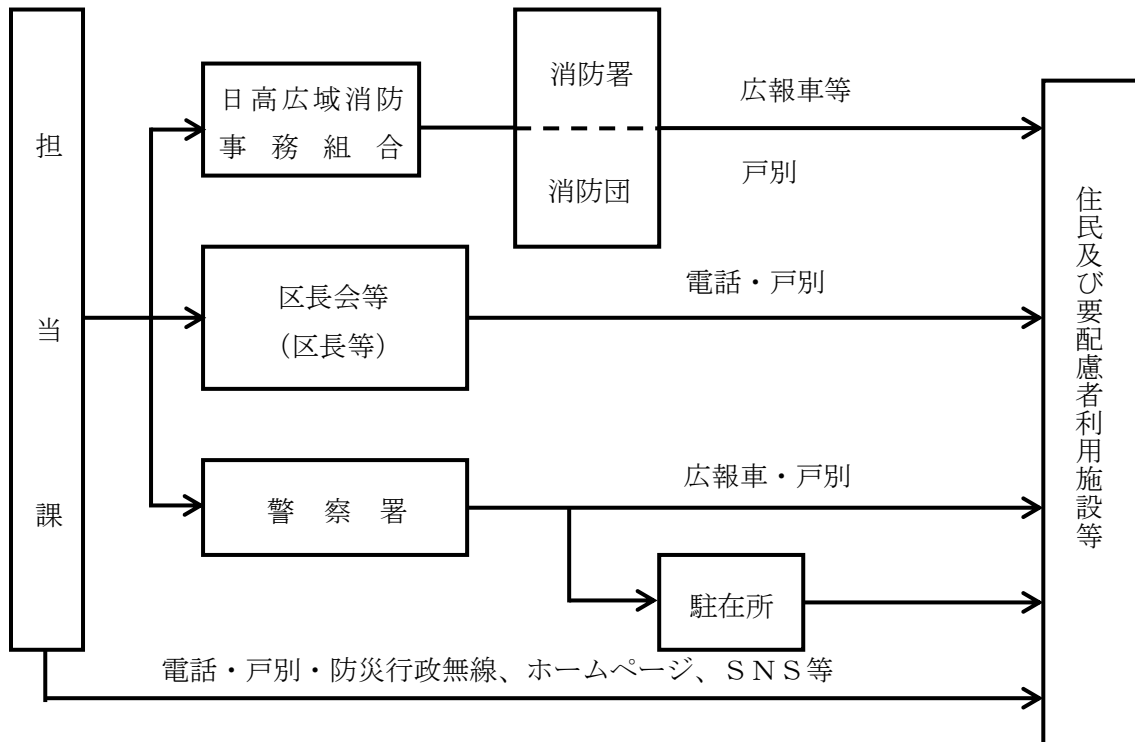 担当課
日高広域消防
事務組合
消防署
消防団
広報車等
戸別
区長会等
（区長等）
電話・戸別
警察署
広報車・戸別
駐在所
電話・戸別・防災行政無線、ホームページ、ＳＮＳ等
住民及び要配慮者利用施設等